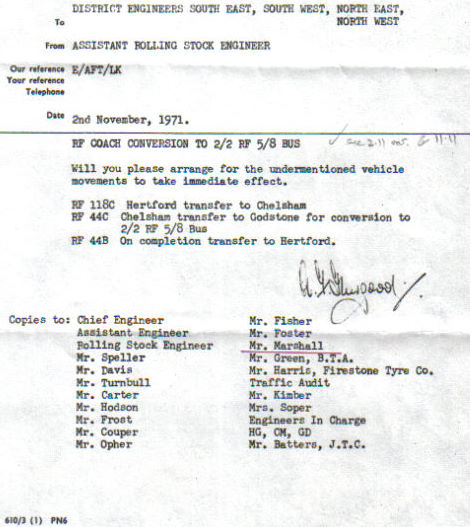 DISTRICT ENGINEERS SOUTH EAST, SOUTH WEST, NORTH EAST,
To NORTH WEST
From ASSISTANT ROLLING STOCK ENGINEER
Our reference E/AFT/LK
Your reference
Telephone
Date 2nd November, 1971.
RF COACH CONVERSION TO 2/2 RF 5/8 BUS
see 2.11 11.11
Will you please arrange for the undermentioned vehicle
movements to take immediate effect.
RF 118C Hertford transfer to Chelsham
RF 44C Chelsham transfer to Godstone for conversion to
2/2 RF 5/8 Bus
RF 44B On completion transfer to Hertford.
Copies to: Chief Engineer Mr. Fisher
Assistant Engineer Mr. Foster
Rolling Stock Engineer Mr. Marshall
Mr. Speller Mr. Green, B.T.A.
Mr. Davis Mr. Harris, Firestone Tyre Co.
Mr. Turnbull Traffic Audit
Mr. Carter Mr. Kimber
Mr. Hodson Mrs. Soper
Mr. Frost Engineers In Charge
Mr. Couper HG, CM, GD
Mr. Opher Mr. Batters, J.T.C.
610/3 (1) PN6